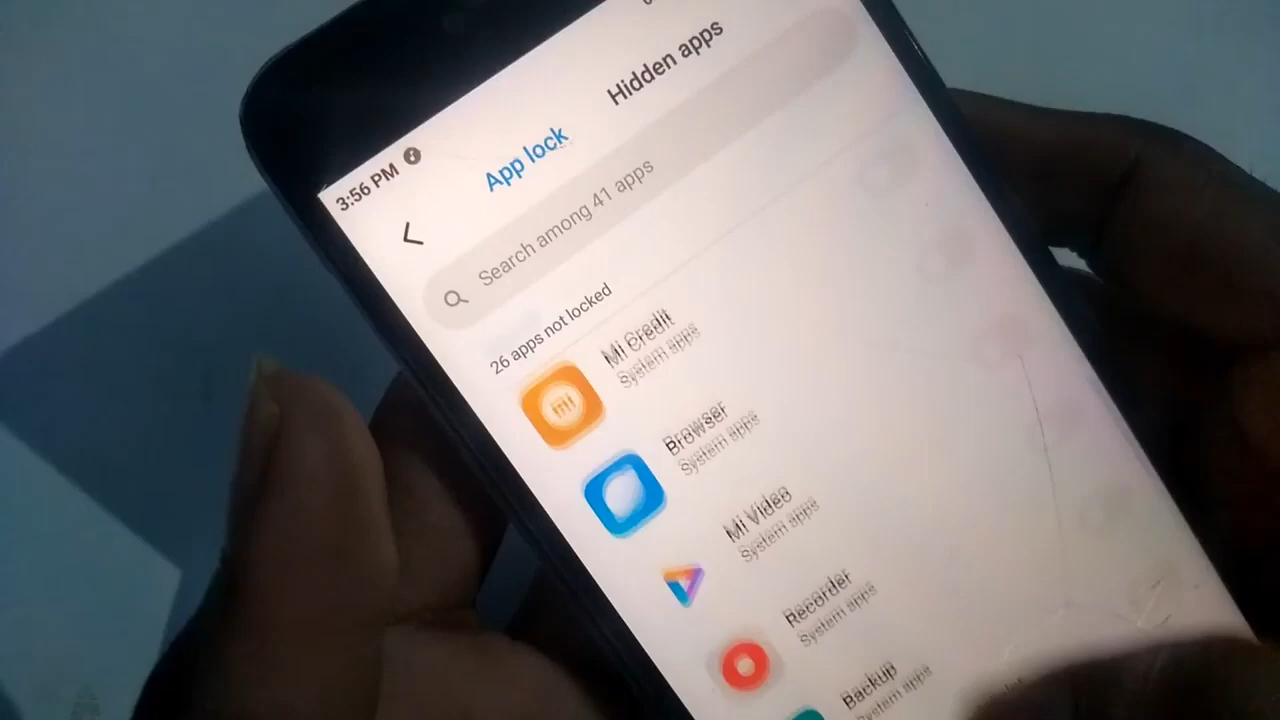 3:56 PM
App lock
Hidden apps
Search among 41 apps
26 apps not locked
Mi Credit
System apps
Browser
System apps
Mi Video
System apps
Recorder
System apps
Backup
System apps